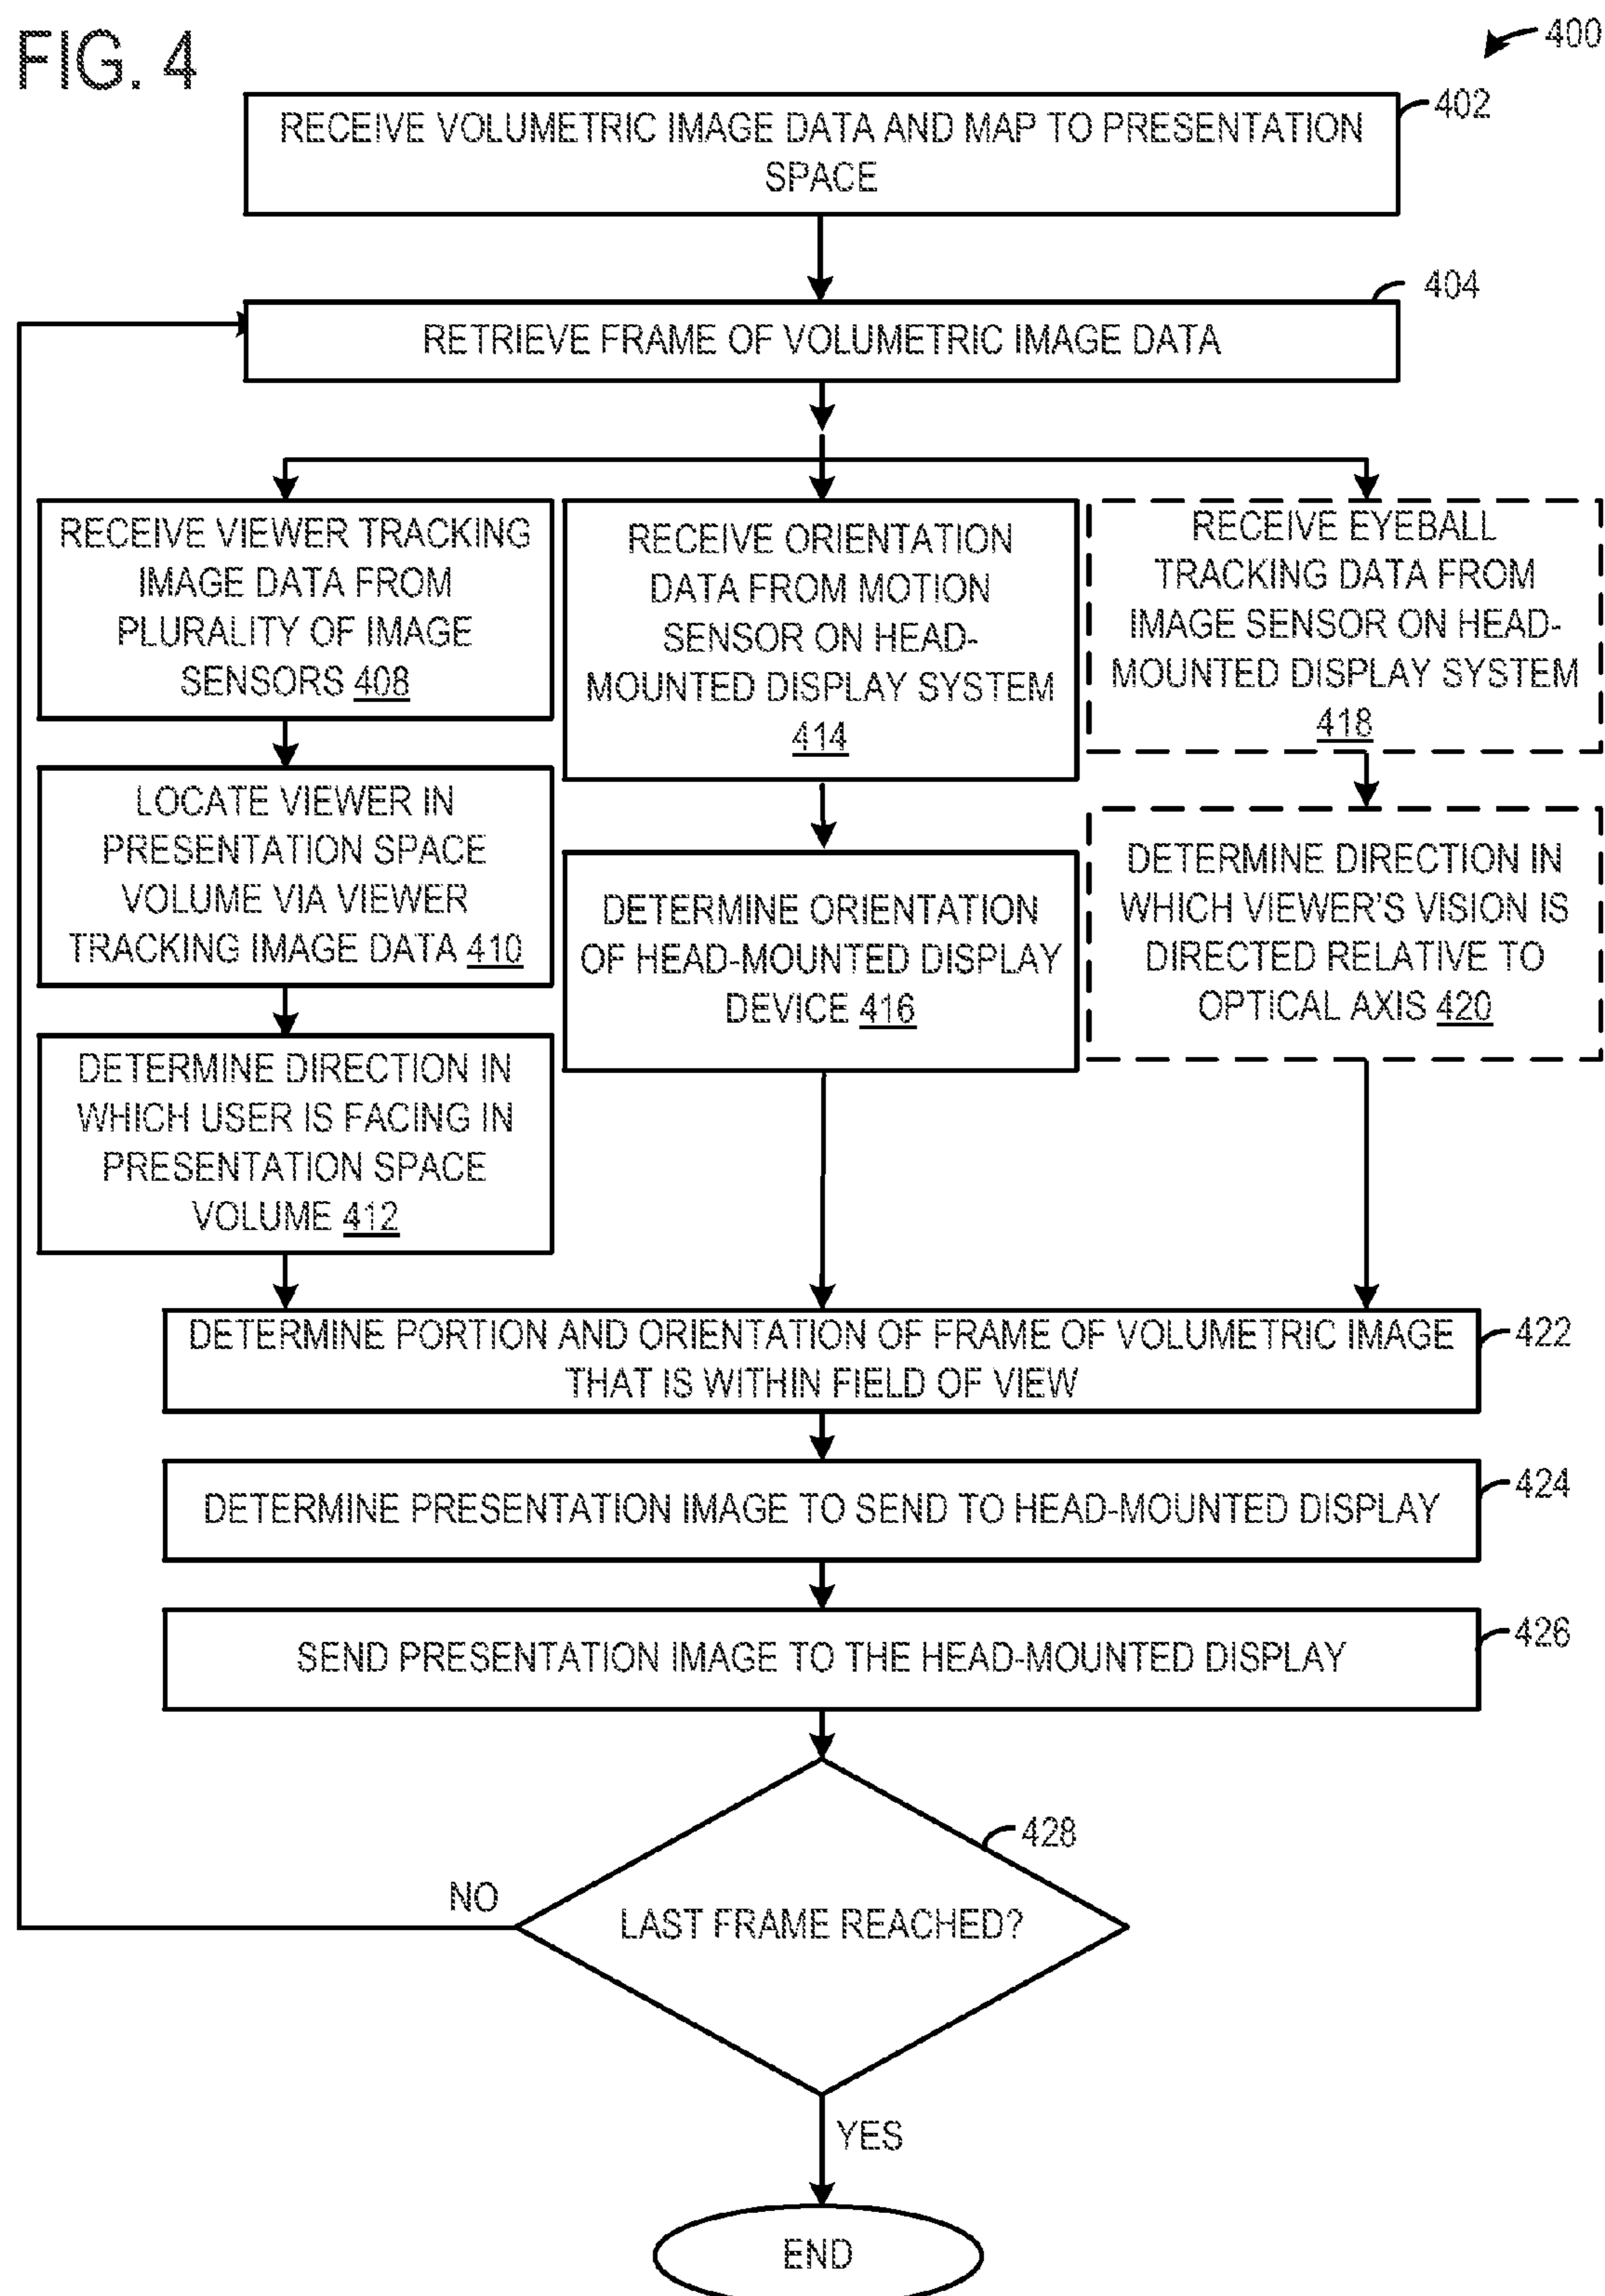 FIG. 4
400
RECEIVE VOLUMETRIC IMAGE DATA AND MAP TO PRESENTATION
SPACE
402
RETRIEVE FRAME OF VOLUMETRIC IMAGE DATA
404
RECEIVE VIEWER TRACKING
IMAGE DATA FROM
PLURALITY OF IMAGE
SENSORS 408
LOCATE VIEWER IN
PRESENTATION SPACE
VOLUME VIA VIEWER
TRACKING IMAGE DATA 410
DETERMINE DIRECTION IN
WHICH USER IS FACING IN
PRESENTATION SPACE
VOLUME 412
RECEIVE ORIENTATION
DATA FROM MOTION
SENSOR ON HEAD-
MOUNTED DISPLAY SYSTEM
414
DETERMINE ORIENTATION
OF HEAD-MOUNTED DISPLAY
DEVICE 416
RECEIVE EYEBALL
TRACKING DATA FROM
IMAGE SENSOR ON HEAD-
MOUNTED DISPLAY SYSTEM
418
DETERMINE DIRECTION IN
WHICH VIEWER'S VISION IS
DIRECTED RELATIVE TO
OPTICAL AXIS 420
DETERMINE PORTION AND ORIENTATION OF FRAME OF VOLUMETRIC IMAGE
THAT IS WITHIN FIELD OF VIEW
422
DETERMINE PRESENTATION IMAGE TO SEND TO HEAD-MOUNTED DISPLAY
424
SEND PRESENTATION IMAGE TO THE HEAD-MOUNTED DISPLAY
426
428
NO
LAST FRAME REACHED?
YES
END